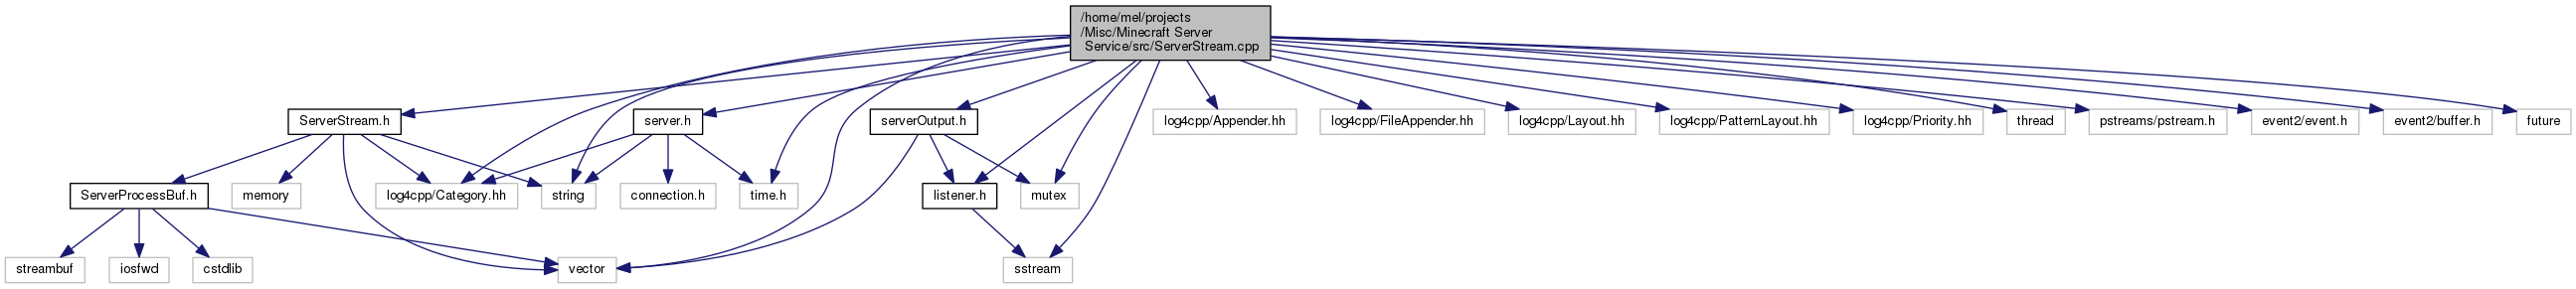 /home/mel/projects
/Misc/Minecraft Server
Service/src/ServerStream.cpp
ServerStream.h
server.h
serverOutput.h
log4cpp/Appender.hh
log4cpp/FileAppender.hh
log4cpp/Layout.hh
log4cpp/PatternLayout.hh
log4cpp/Priority.hh
thread
pstreams/pstream.h
event2/event.h
event2/buffer.h
future
ServerProcessBuf.h
memory
log4cpp/Category.hh
string
connection.h
time.h
listener.h
mutex
streambuf
iosfwd
cstdlib
vector
sstream